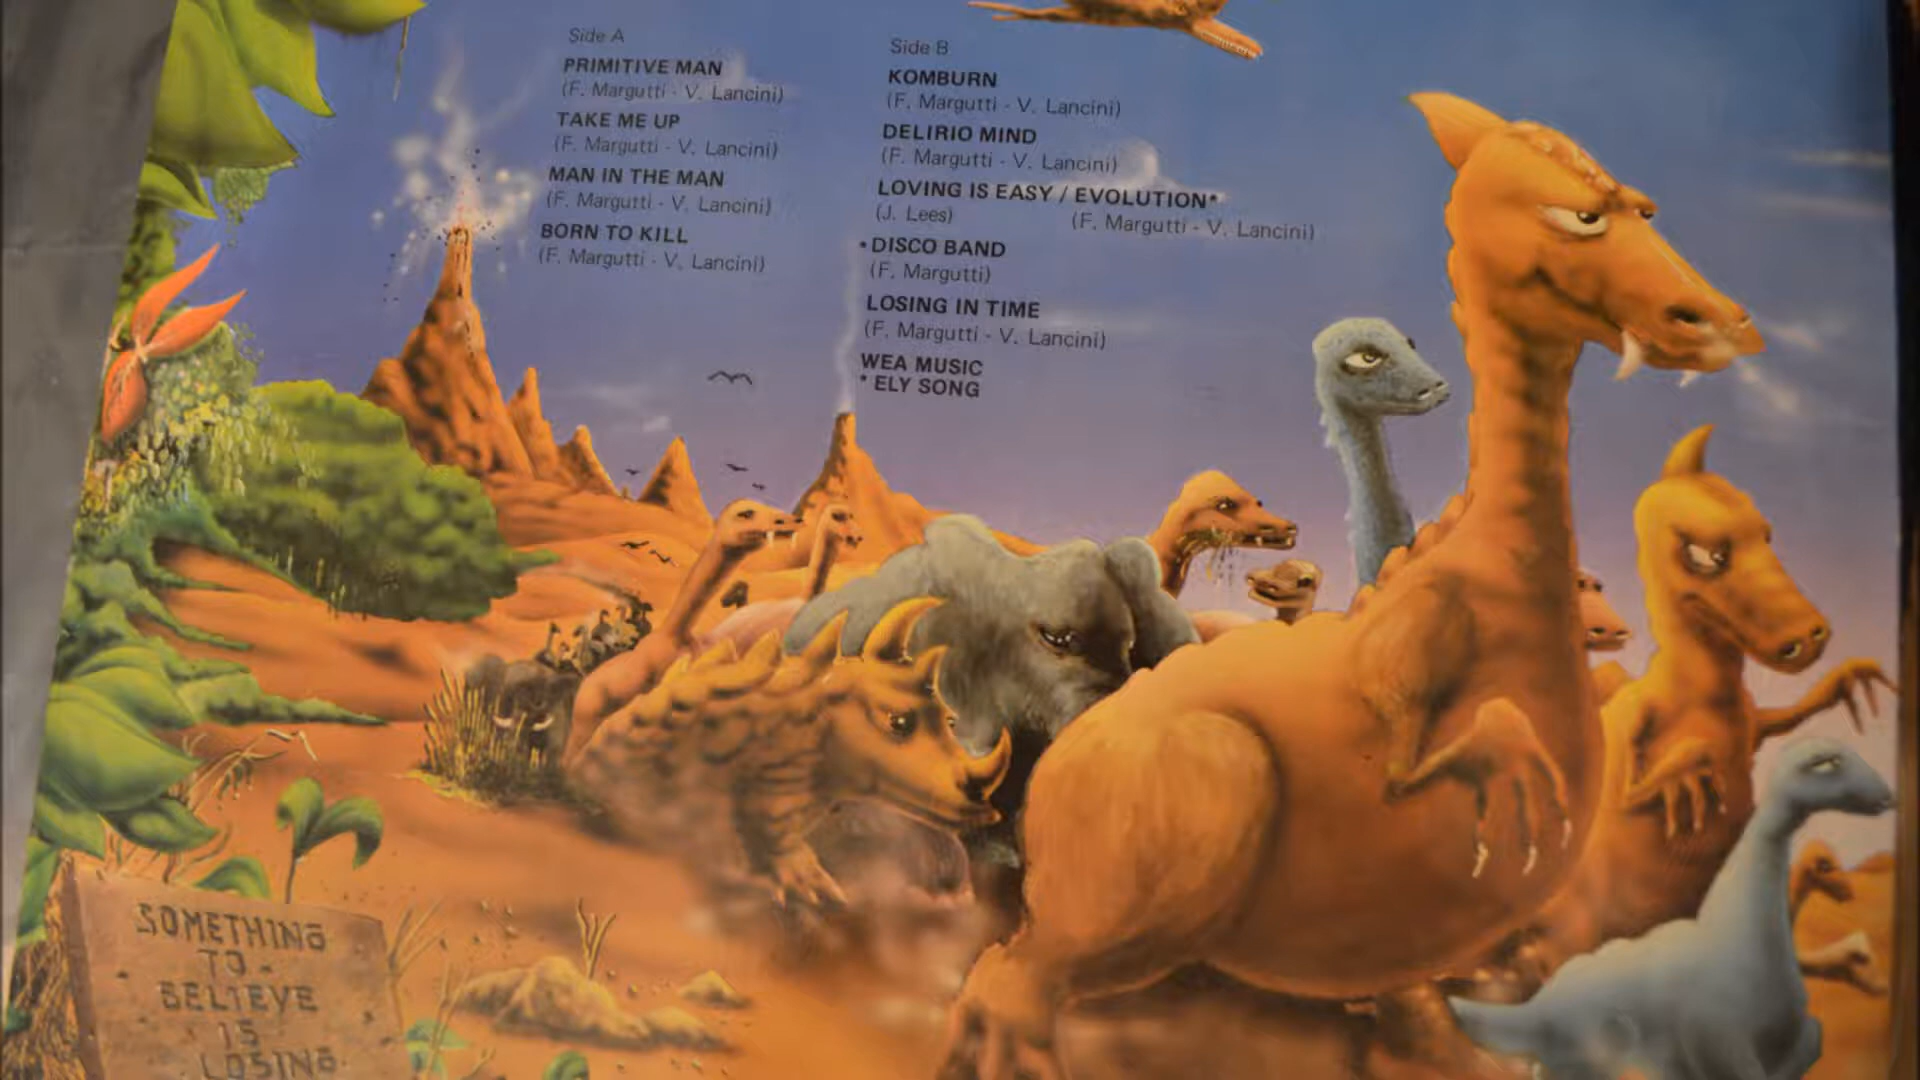 Side A
PRIMITIVE MAN
(F. Margutti - V. Lancini)
TAKE ME UP
(F. Margutti - V. Lancini)
MAN IN THE MAN
(F. Margutti - V. Lancini)
BORN TO KILL
(F. Margutti - V. Lancini)
Side B
KOMBURN
(F. Margutti - V. Lancini)
DELIRIO MIND
(F. Margutti - V. Lancini)
LOVING IS EASY / EVOLUTION*
(J. Lees) (F. Margutti - V. Lancini)
*DISCO BAND
(F. Margutti)
LOSING IN TIME
(F. Margutti - V. Lancini)
WEA MUSIC
* ELY SONG
SOMETHING
TO -
BELIEVE
IS
LOSING.